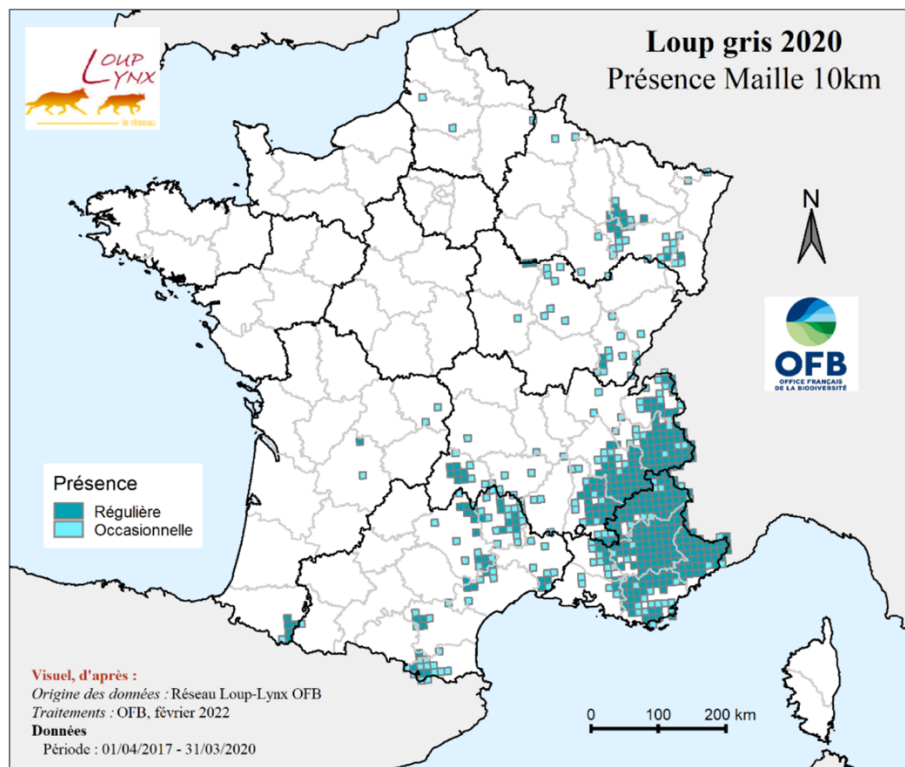 LOUP
LYNX
le réseau
Loup gris 2020
Présence Maille 10km
N
OFB
OFFICE FRANÇAIS
DE LA BIODIVERSITÉ
Présence
Régulière
Occasionnelle
Visuel, d'après :
Origine des données : Réseau Loup-Lynx OFB
Traitements : OFB, février 2022
Données
Période : 01/04/2017 - 31/03/2020
0 100 200 km